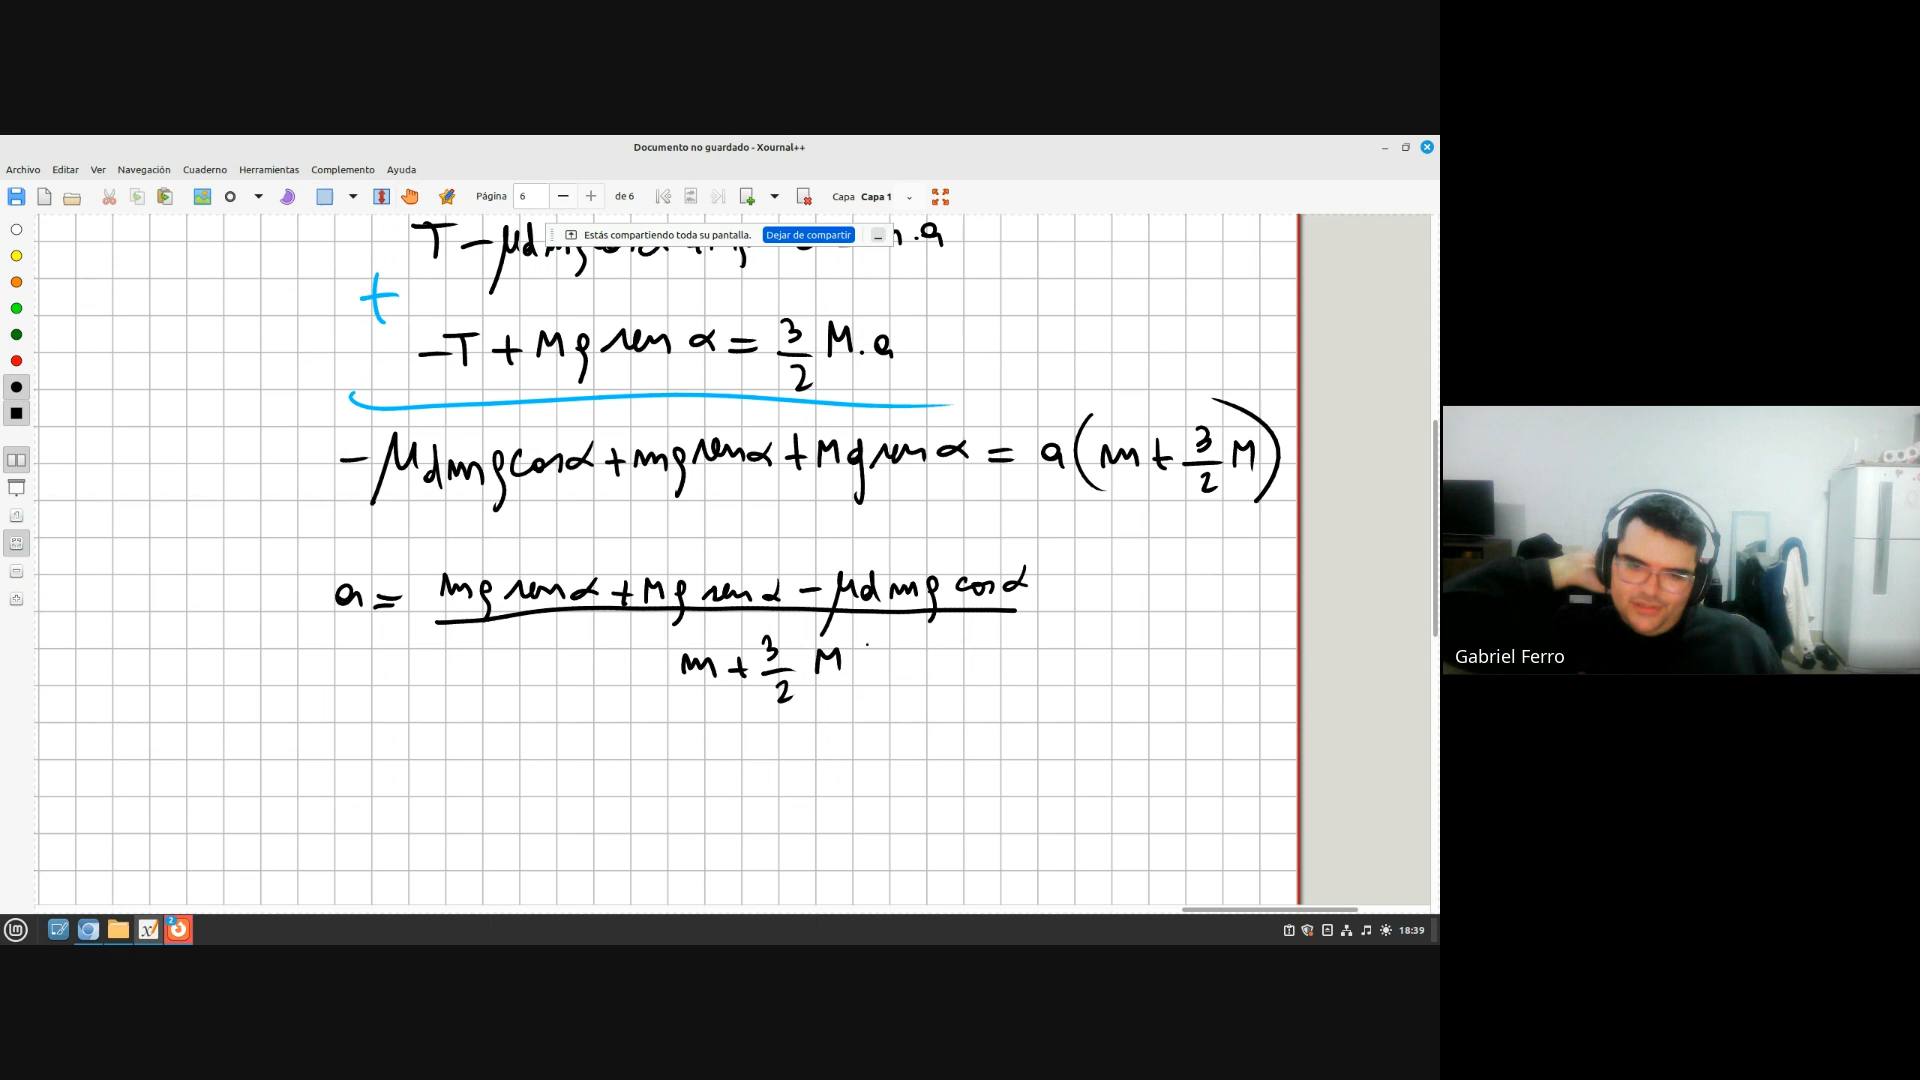 Documento no guardado - Xournal++
Archivo Editar Ver Navegación Cuaderno Herramientas Complemento Ayuda
Página 6 de 6 Capa Capa 1
Estás compartiendo toda su pantalla. Dejar de compartir
T - μd mg .a
+
-T + Mg sen α = 3/2 M.a
- μd mg cos α + mg sen α + Mg sen α = a (m + 3/2 M)
a = mg sen α + Mg sen α - μd mg cos α
m + 3/2 M
Gabriel Ferro
2
18:39